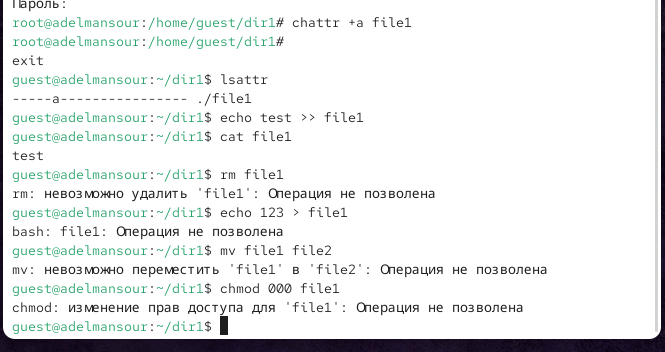 Пароль:
root@adelmansour:/home/guest/dir1# chattr +a file1
root@adelmansour:/home/guest/dir1#
exit
guest@adelmansour:~/dir1$ lsattr
-----a---------------- ./file1
guest@adelmansour:~/dir1$ echo test >> file1
guest@adelmansour:~/dir1$ cat file1
test
guest@adelmansour:~/dir1$ rm file1
rm: невозможно удалить 'file1': Операция не позволена
guest@adelmansour:~/dir1$ echo 123 > file1
bash: file1: Операция не позволена
guest@adelmansour:~/dir1$ mv file1 file2
mv: невозможно переместить 'file1' в 'file2': Операция не позволена
guest@adelmansour:~/dir1$ chmod 000 file1
chmod: изменение прав доступа для 'file1': Операция не позволена
guest@adelmansour:~/dir1$